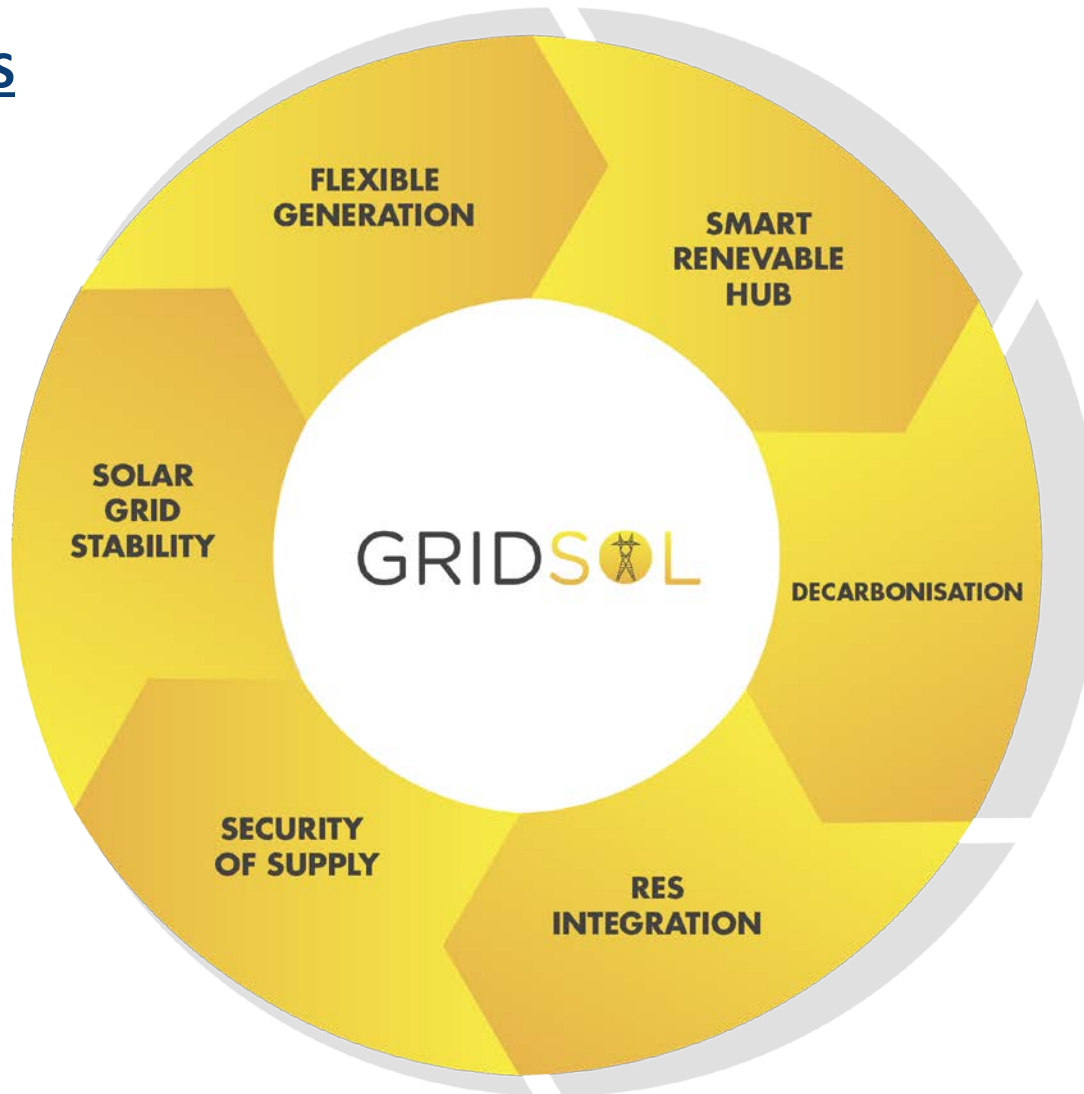 S
FLEXIBLE
GENERATION
SMART
RENEVABLE
HUB
DECARBONISATION
RES
INTEGRATION
SECURITY
OF SUPPLY
SOLAR
GRID
STABILITY
GRIDSOL